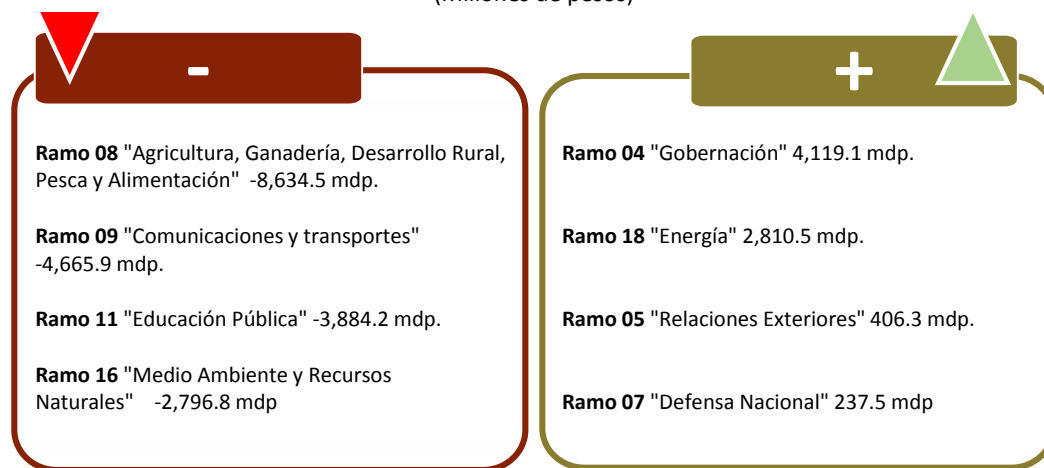 (millones de pesos)
-
Ramo 08 "Agricultura, Ganadería, Desarrollo Rural,
Pesca y Alimentación" -8,634.5 mdp.
Ramo 09 "Comunicaciones y transportes"
-4,665.9 mdp.
Ramo 11 "Educación Pública" -3,884.2 mdp.
Ramo 16 "Medio Ambiente y Recursos
Naturales" -2,796.8 mdp
+
Ramo 04 "Gobernación" 4,119.1 mdp.
Ramo 18 "Energía" 2,810.5 mdp.
Ramo 05 "Relaciones Exteriores" 406.3 mdp.
Ramo 07 "Defensa Nacional" 237.5 mdp